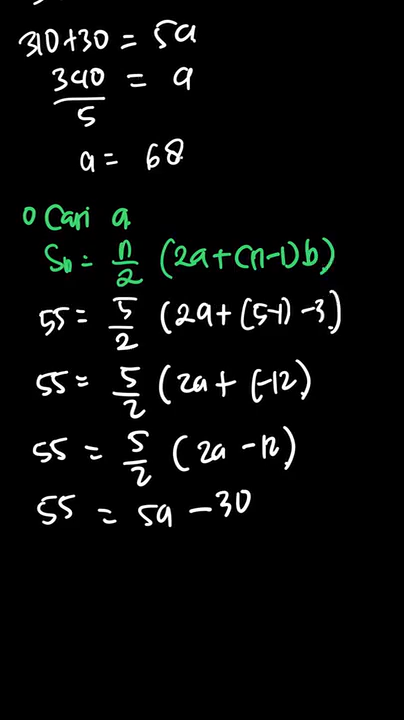 310+30 = 5a
340/5 = a
a = 68
o Cari a
Sn = n/2 (2a+(n-1)b)
55 = 5/2 (2a+(5-1)-3)
55 = 5/2 (2a+(-12)
55 = 5/2 (2a-12)
55 = 5a-30